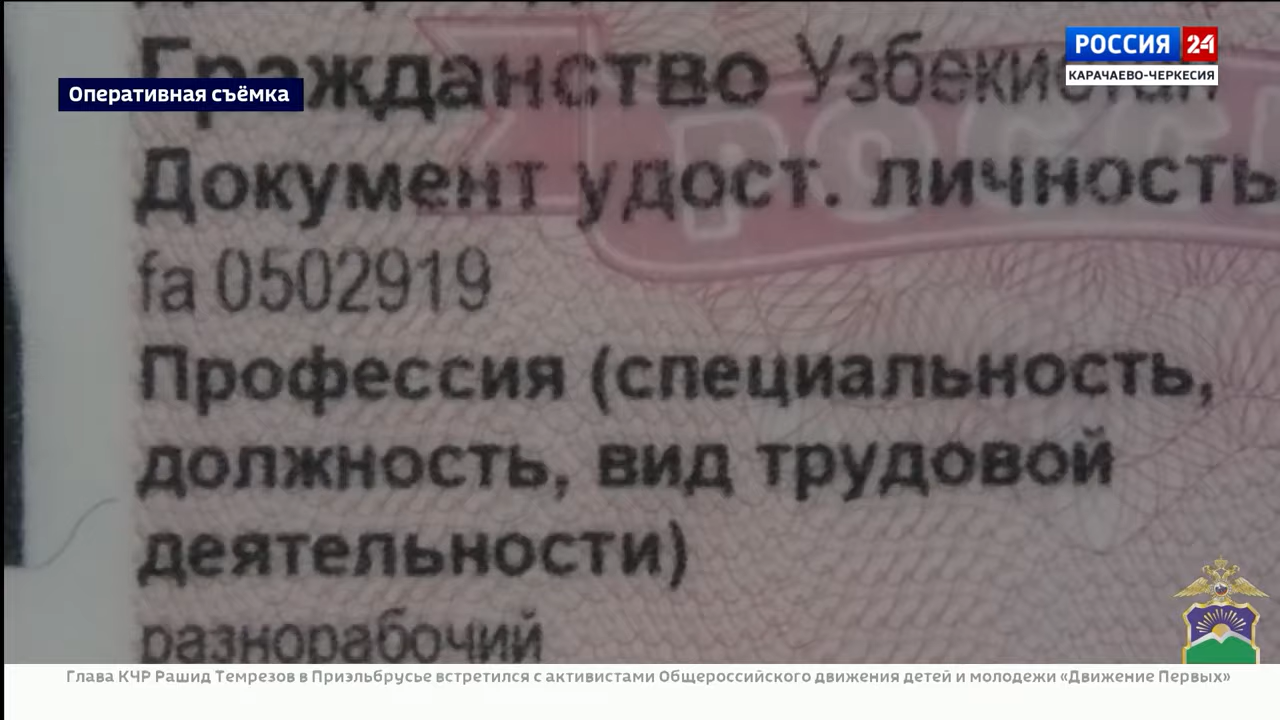 РОССИЯ 24
КАРАЧАЕВО-ЧЕРКЕСИЯ
Оперативная съёмка
Гражданство Узбекистан
Документ удост. личность
fa 0502919
Профессия (специальность,
должность, вид трудовой
деятельности)
разнорабочий
Глава КЧР Рашид Темрезов в Приэльбрусье встретился с активистами Общероссийского движения детей и молодежи «Движение Первых»